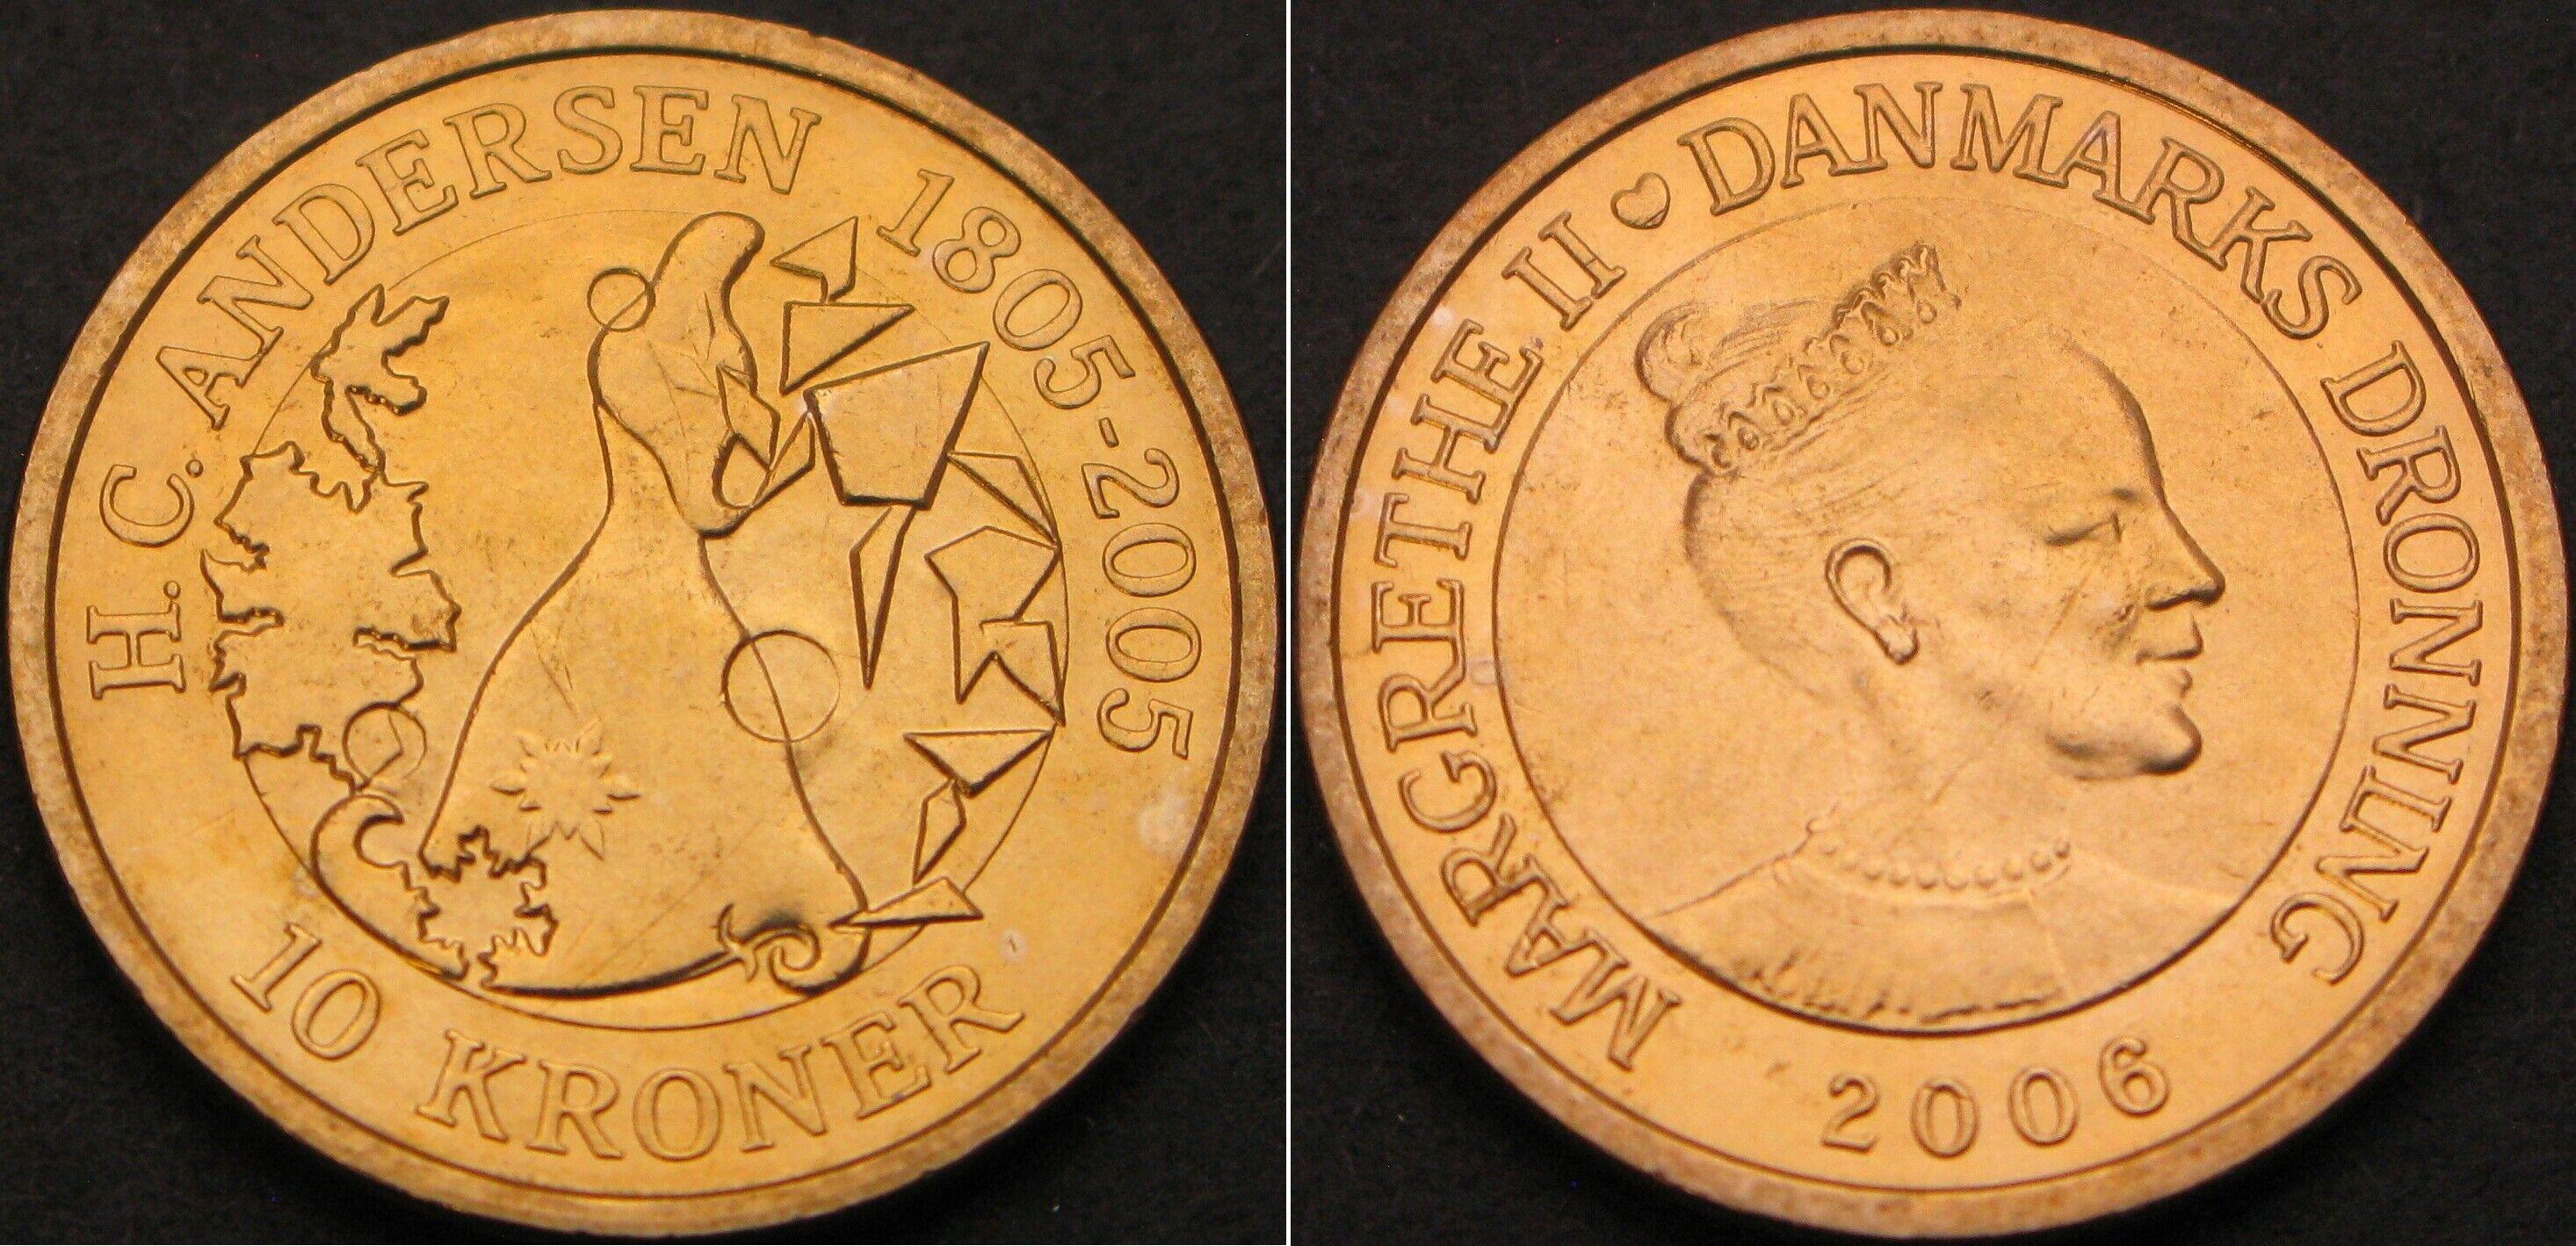 H. C. ANDERSEN 1805-2005
10 KRONER
MARGRETHE II ♥ DANMARKS DRONNING
2006